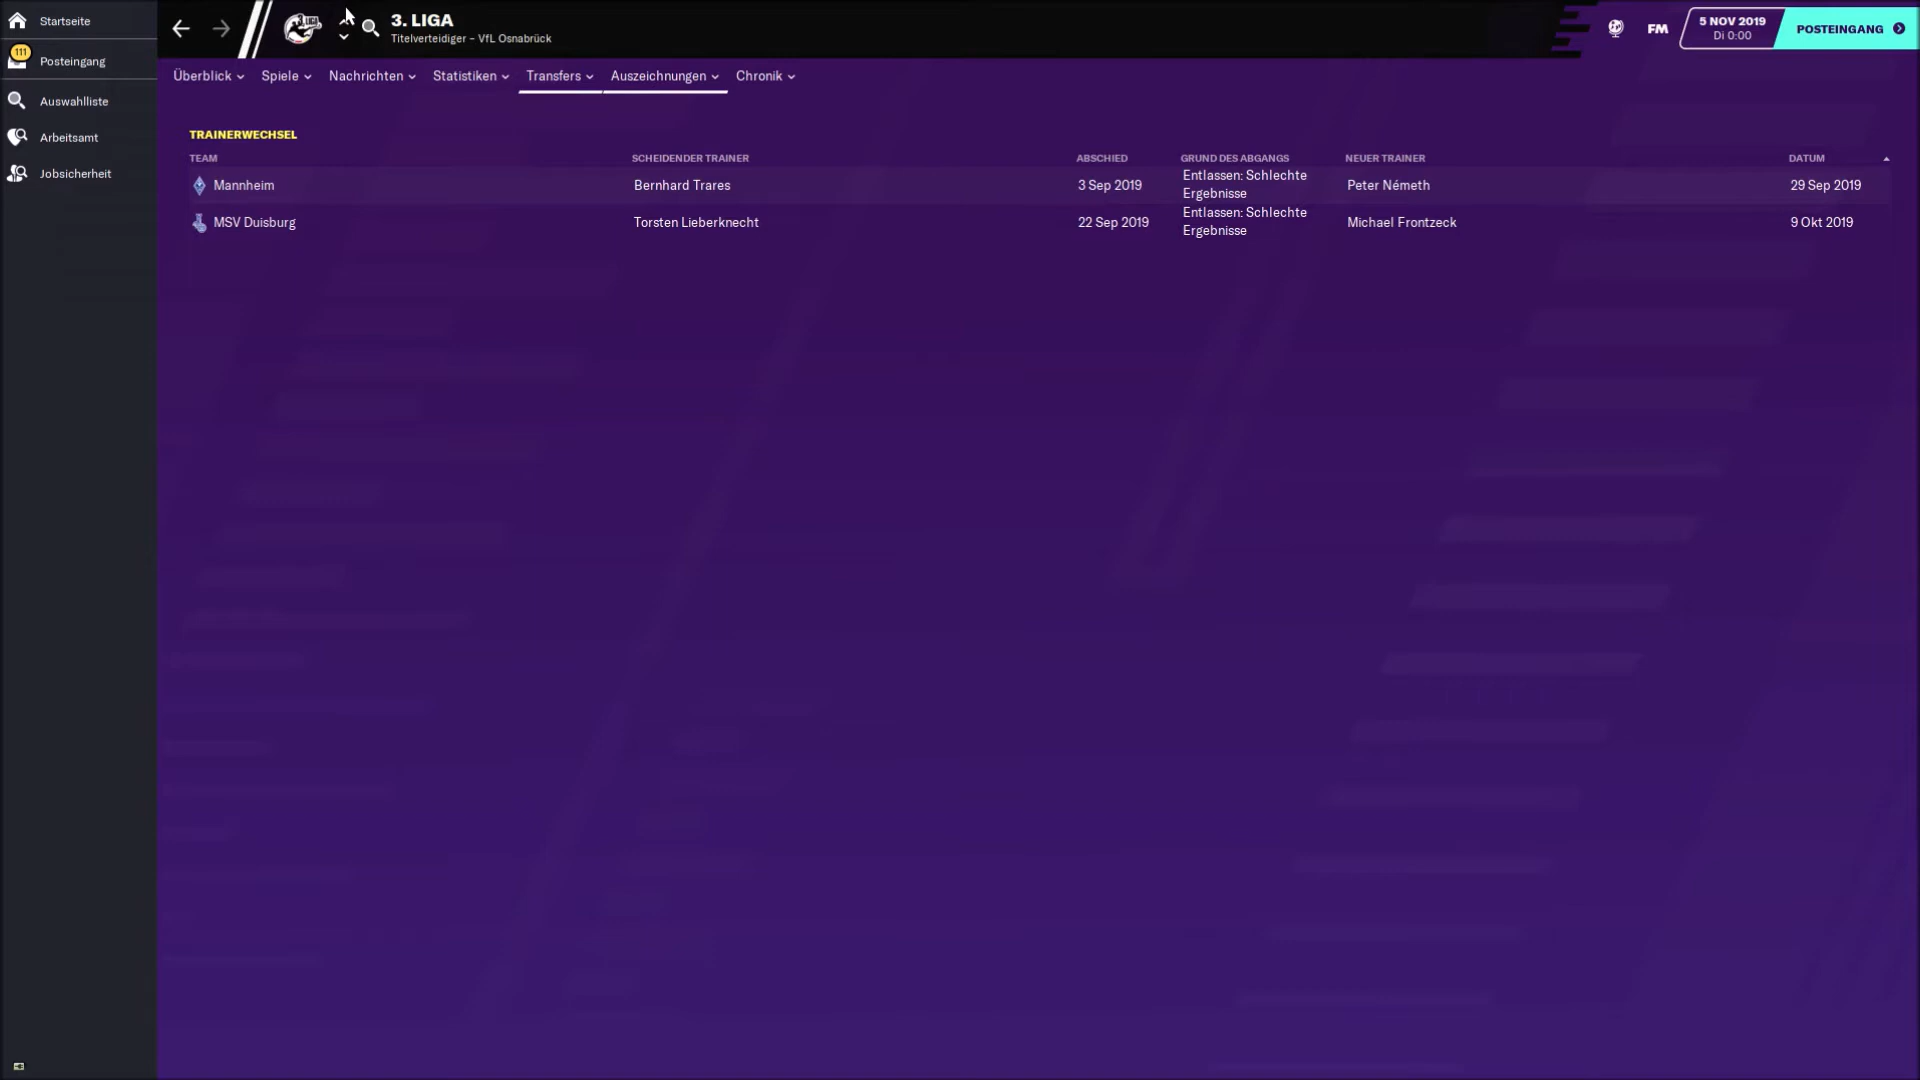 Startseite
111
Posteingang
Auswahlliste
Arbeitsamt
Jobsicherheit
3. LIGA
Titelverteidiger – VfL Osnabrück
FM
5 NOV 2019
Di 0:00
POSTEINGANG
Überblick Spiele Nachrichten Statistiken Transfers Auszeichnungen Chronik
TRAINERWECHSEL
TEAM SCHEIDENDER TRAINER ABSCHIED GRUND DES ABGANGS NEUER TRAINER DATUM
Mannheim Bernhard Trares 3 Sep 2019 Entlassen: Schlechte Ergebnisse Peter Németh 29 Sep 2019
MSV Duisburg Torsten Lieberknecht 22 Sep 2019 Entlassen: Schlechte Ergebnisse Michael Frontzeck 9 Okt 2019